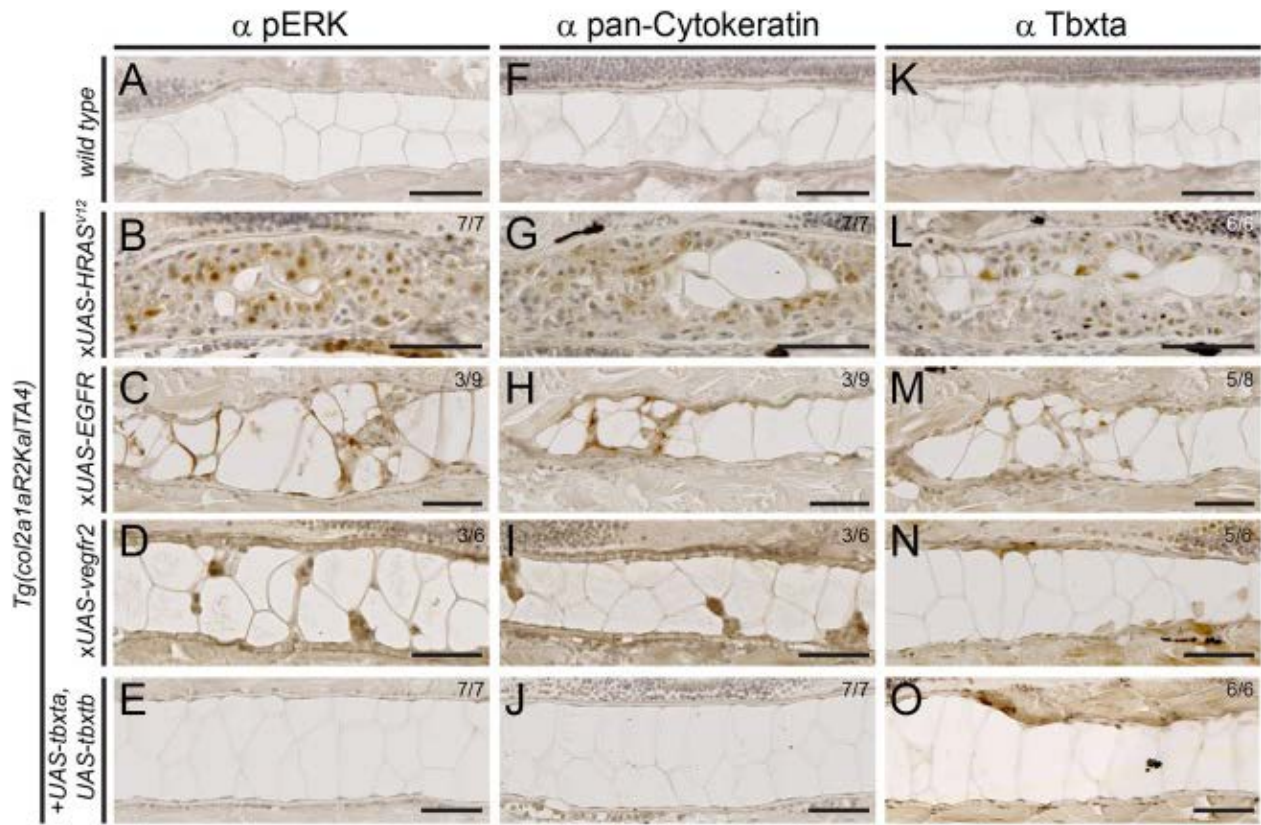 α pERK
α pan-Cytokeratin
α Tbxta
wild type
A
F
K
Tg(col2a1aR2KalTA4)
xUAS-HRASV12
B
7/7
G
7/7
L
6/6
xUAS-EGFR
C
3/9
H
3/9
M
5/8
xUAS-vegfr2
D
3/6
I
3/6
N
5/6
+UAS-tbxta,
UAS-tbxtb
E
7/7
J
7/7
O
6/6